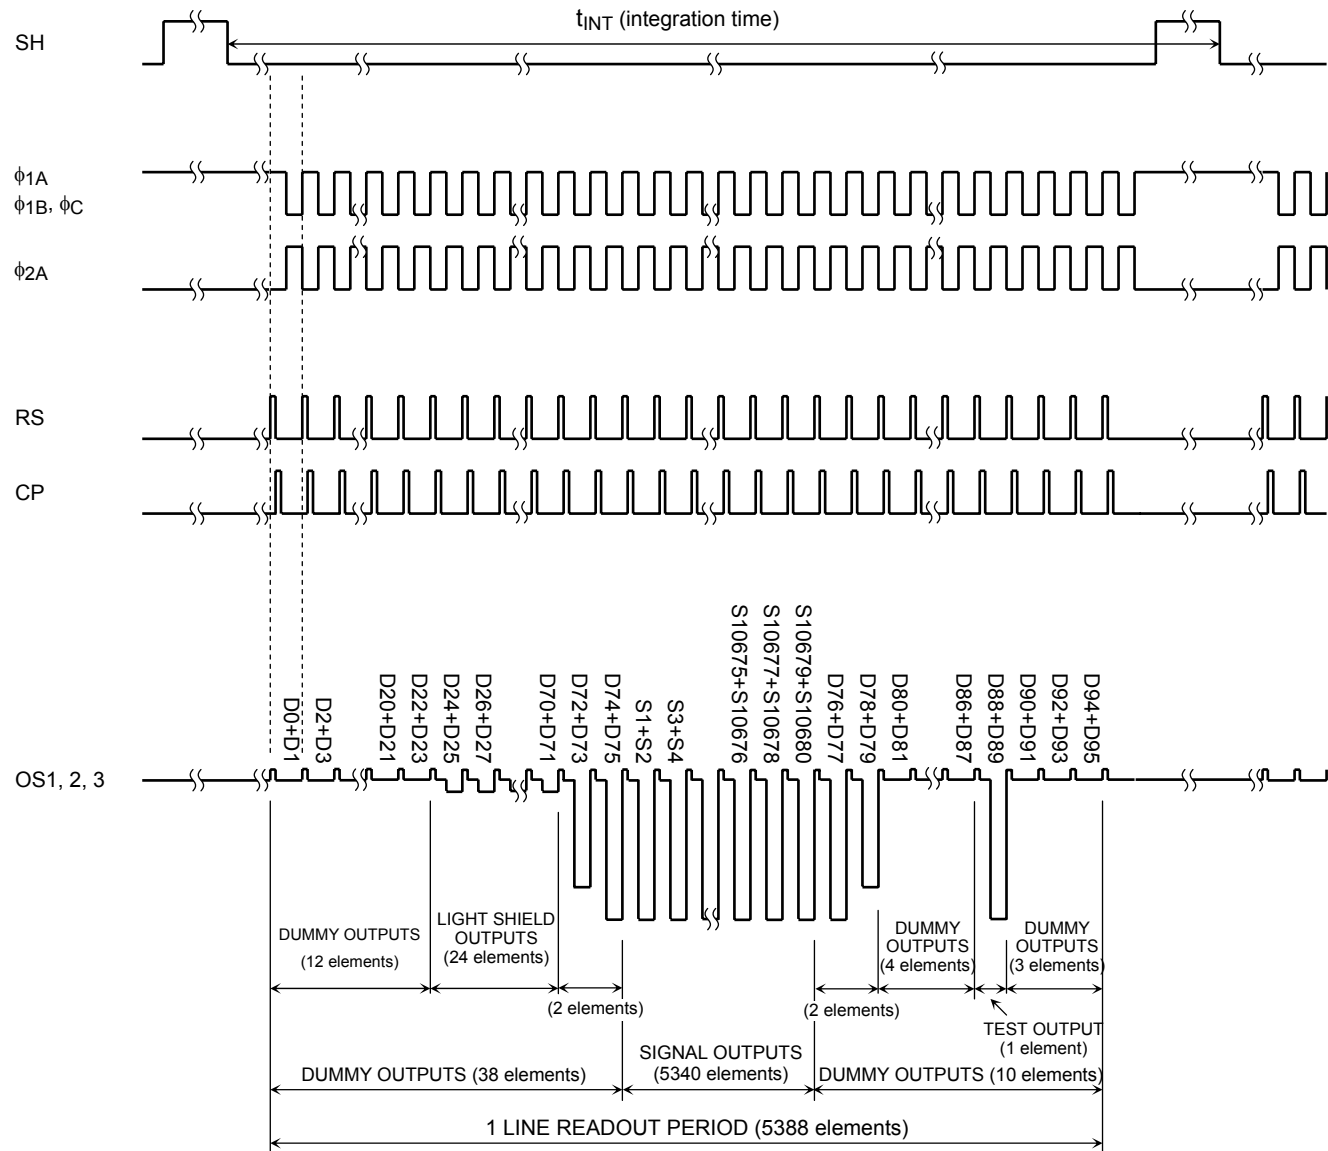 SH
tINT (integration time)
ϕ1A
ϕ1B, ϕC
ϕ2A
RS
CP
OS1, 2, 3
D0+D1
D2+D3
D20+D21
D22+D23
D24+D25
D26+D27
D70+D71
D72+D73
D74+D75
S1+S2
S3+S4
S10675+S10676
S10677+S10678
S10679+S10680
D76+D77
D78+D79
D80+D81
D86+D87
D88+D89
D90+D91
D92+D93
D94+D95
DUMMY OUTPUTS
(12 elements)
LIGHT SHIELD
OUTPUTS
(24 elements)
(2 elements)
(2 elements)
DUMMY
OUTPUTS
(4 elements)
DUMMY
OUTPUTS
(3 elements)
TEST OUTPUT
(1 element)
DUMMY OUTPUTS (38 elements)
SIGNAL OUTPUTS
(5340 elements)
DUMMY OUTPUTS (10 elements)
1 LINE READOUT PERIOD (5388 elements)